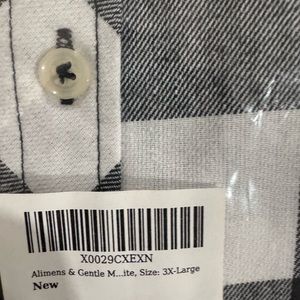 X0029CXEXN
Alimens & Gentle M...ite, Size: 3X-Large
New